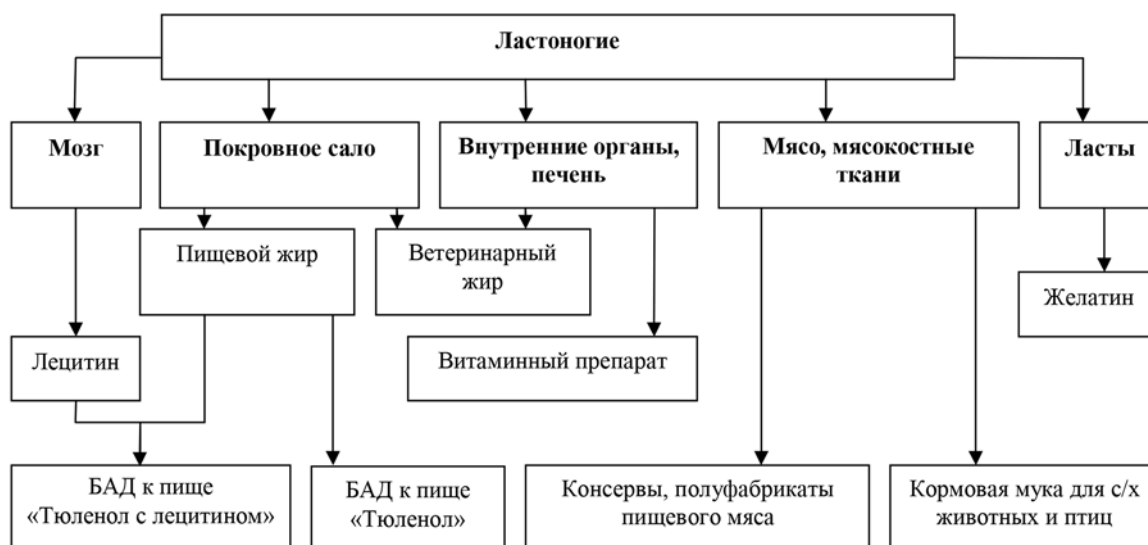 Ластоногие
Мозг
Покровное сало
Внутренние органы,
печень
Мясо, мясокостные
ткани
Ласты
Пищевой жир
Ветеринарный
жир
Желатин
Лецитин
Витаминный препарат
БАД к пище
«Тюленол с лецитином»
БАД к пище
«Тюленол»
Консервы, полуфабрикаты
пищевого мяса
Кормовая мука для с/х
животных и птиц